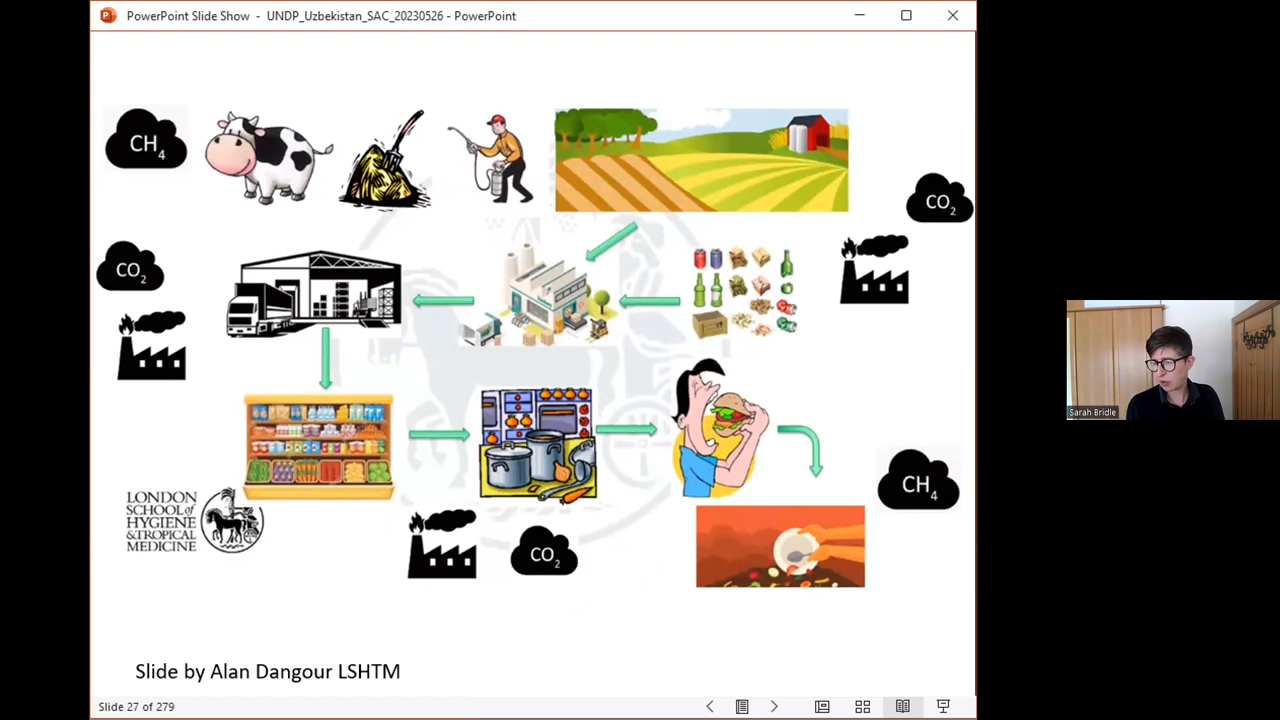 PowerPoint Slide Show - UNDP_Uzbekistan_SAC_20230526 - PowerPoint
CH4
CO2
CO2
CH4
LONDON
SCHOOL of
HYGIENE
&TROPICAL
MEDICINE
CO2
Slide by Alan Dangour LSHTM
Slide 27 of 279
Sarah Bridle